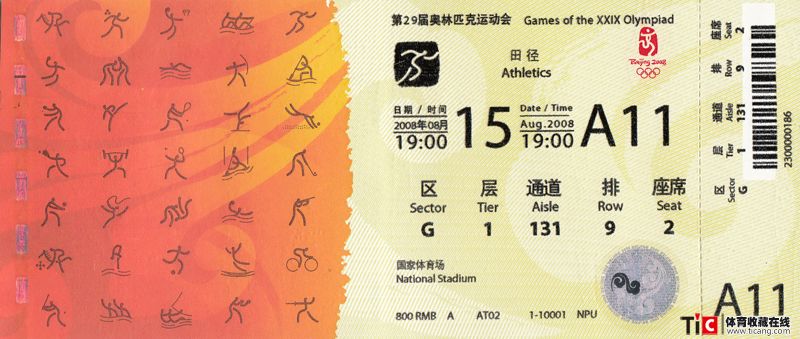 第29届奥林匹克运动会 Games of the XXIX Olympiad
田径
Athletics
Beijing 2008
日期 / 时间
2008年08月
19:00
15
Date / Time
Aug.2008
19:00
A11
区 层 通道 排 座席
Sector Tier Aisle Row Seat
G 1 131 9 2
国家体育场
National Stadium
800 RMB A AT02 1-10001 NPU
座席 Seat 2
排 Row 9
通道 Aisle 131
层 Tier 1
区 Sector G
2300000186
A11
TiC 体育收藏在线
www.ticang.com